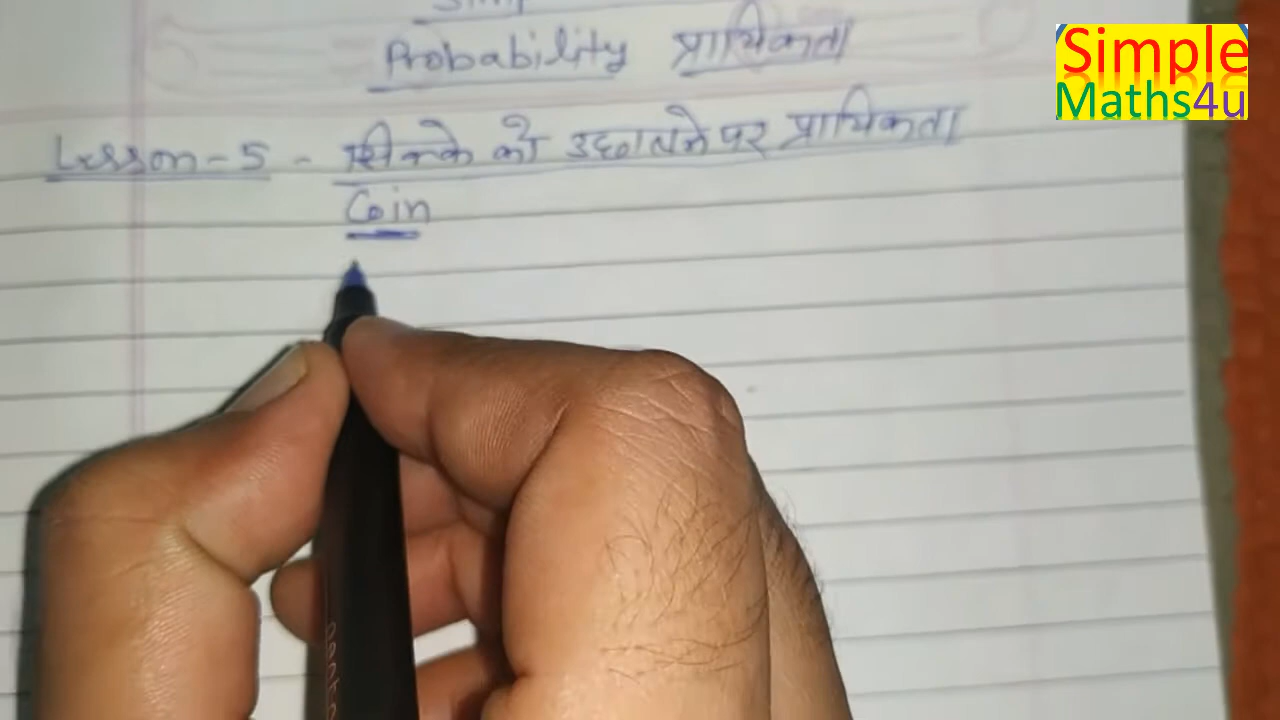 Probability प्रायिकता
Simple
Maths4u
Lesson-5 - सिक्के को उछालने पर प्रायिकता
Coin